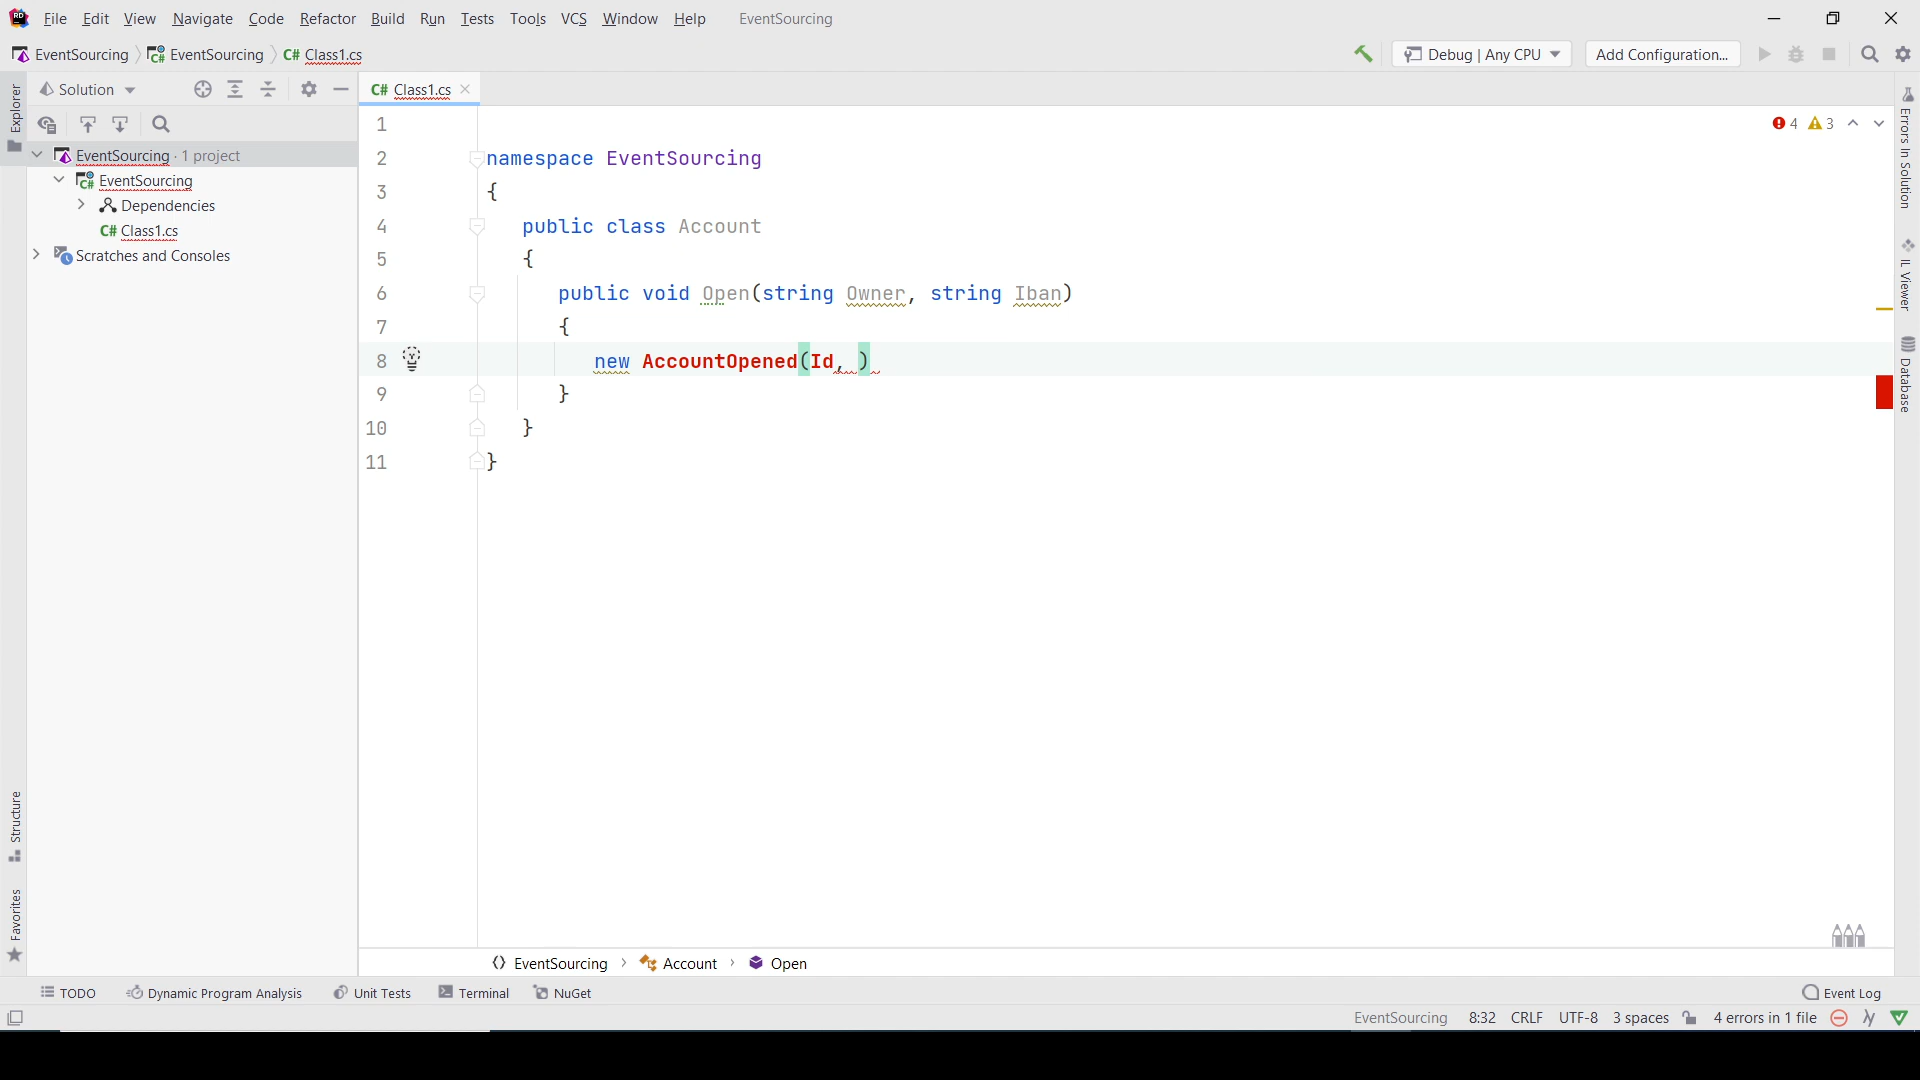 File Edit View Navigate Code Refactor Build Run Tests Tools VCS Window Help EventSourcing
EventSourcing EventSourcing C# Class1.cs Debug | Any CPU Add Configuration...
Solution
C# Class1.cs
Explorer
EventSourcing · 1 project
EventSourcing
Dependencies
C# Class1.cs
Scratches and Consoles
Structure
Favorites
4 3
1
2 namespace EventSourcing
3 {
4 public class Account
5 {
6 public void Open(string Owner, string Iban)
7 {
8 new AccountOpened(Id, )
9 }
10 }
11 }
Errors In Solution
IL Viewer
Database
EventSourcing Account Open
TODO Dynamic Program Analysis Unit Tests Terminal NuGet Event Log
EventSourcing 8:32 CRLF UTF-8 3 spaces 4 errors in 1 file